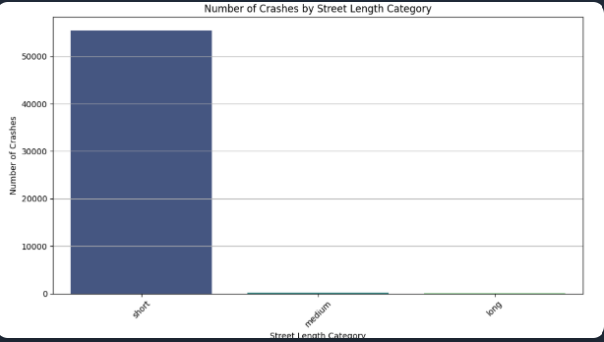 Number of Crashes by Street Length Category
Number of Crashes
50000
40000
30000
20000
10000
0
short
medium
long
Street Length Category